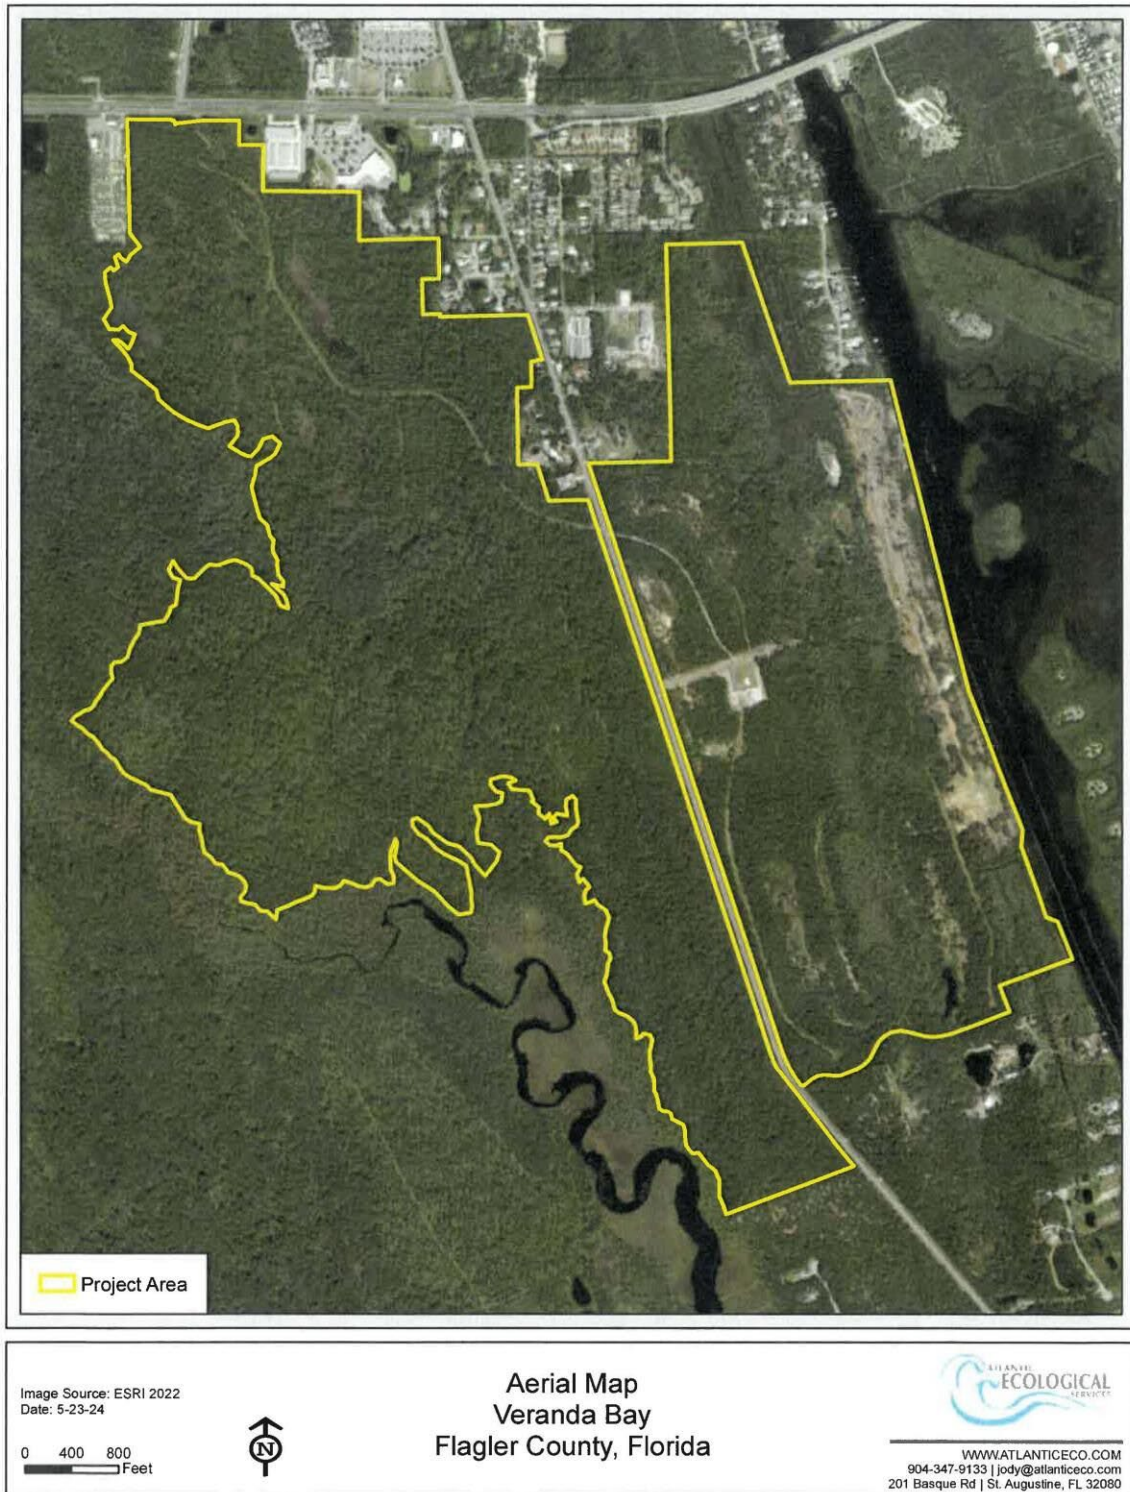 Project Area
Image Source: ESRI 2022
Date: 5-23-24
0 400 800
Feet
N
Aerial Map
Veranda Bay
Flagler County, Florida
ATLANTIC
ECOLOGICAL
SERVICES
WWW.ATLANTICECO.COM
904-347-9133 | jody@atlanticeco.com
201 Basque Rd | St. Augustine, FL 32080